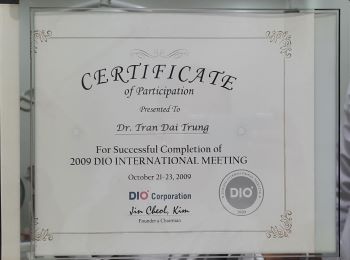 CERTIFICATE
of Participation
Presented To
Dr. Tran Dai Trung
For Successful Completion of
2009 DIO INTERNATIONAL MEETING
October 21-23, 2009
DIO Corporation
Jin Cheol, Kim
Founder & Chairman
DIO
2009